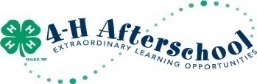 H H
H H
4-H Afterschool
EXTRAORDINARY LEARNING OPPORTUNITIES